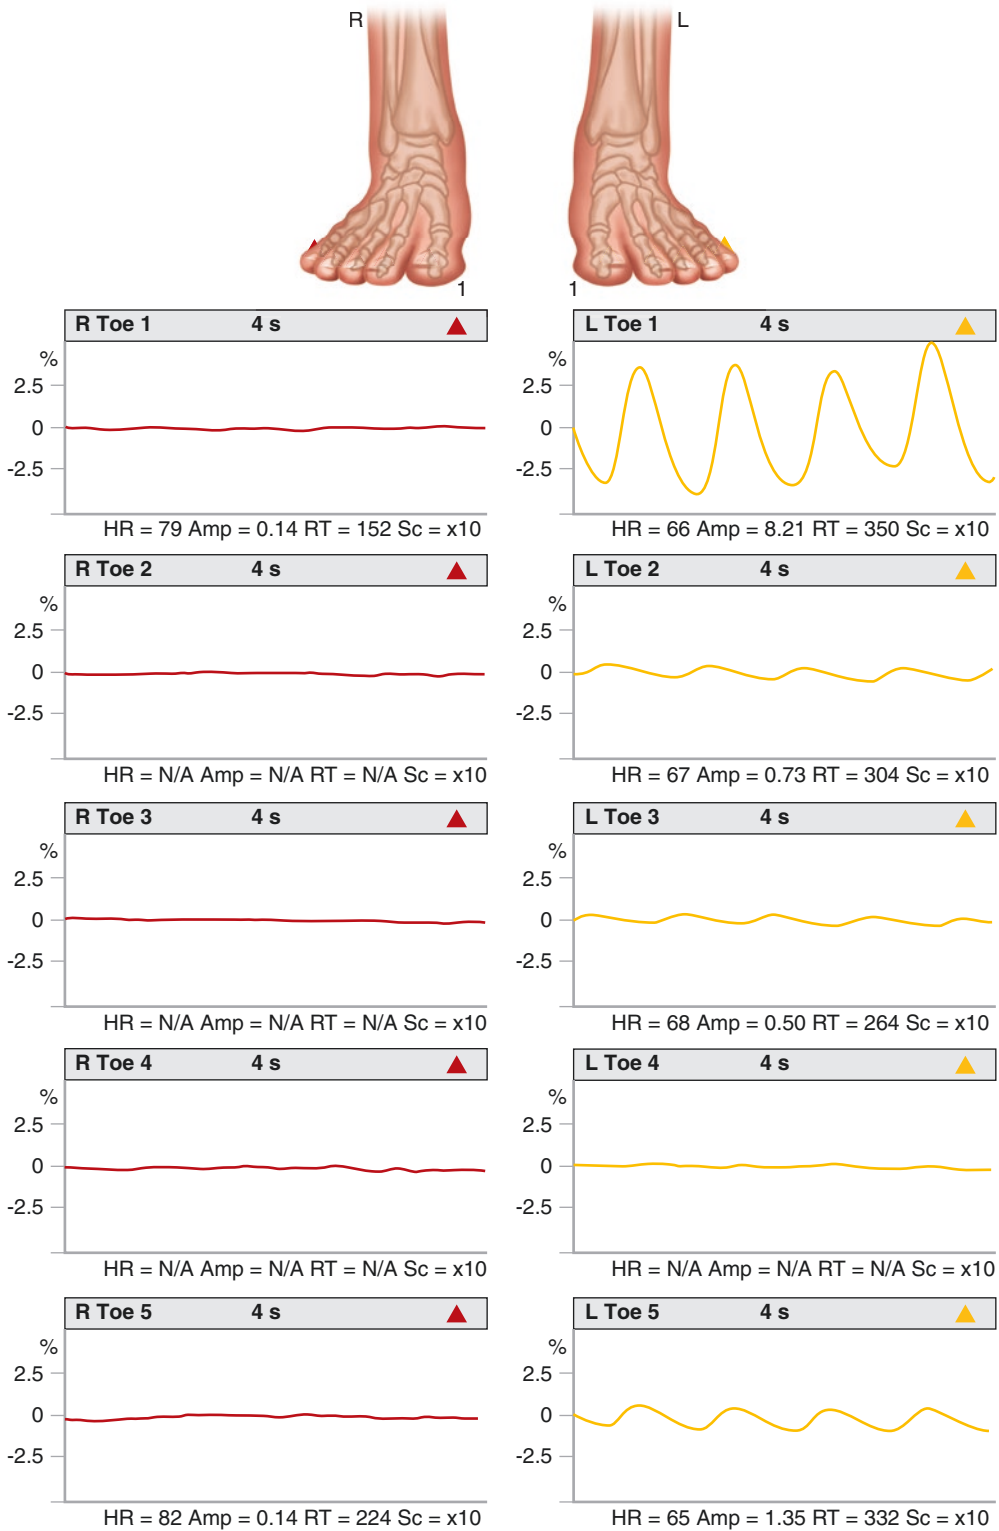 R L
1 1
R Toe 1 4 s
%
2.5
0
-2.5
HR = 79 Amp = 0.14 RT = 152 Sc = x10
L Toe 1 4 s
%
2.5
0
-2.5
HR = 66 Amp = 8.21 RT = 350 Sc = x10
R Toe 2 4 s
%
2.5
0
-2.5
HR = N/A Amp = N/A RT = N/A Sc = x10
L Toe 2 4 s
%
2.5
0
-2.5
HR = 67 Amp = 0.73 RT = 304 Sc = x10
R Toe 3 4 s
%
2.5
0
-2.5
HR = N/A Amp = N/A RT = N/A Sc = x10
L Toe 3 4 s
%
2.5
0
-2.5
HR = 68 Amp = 0.50 RT = 264 Sc = x10
R Toe 4 4 s
%
2.5
0
-2.5
HR = N/A Amp = N/A RT = N/A Sc = x10
L Toe 4 4 s
%
2.5
0
-2.5
HR = N/A Amp = N/A RT = N/A Sc = x10
R Toe 5 4 s
%
2.5
0
-2.5
HR = 82 Amp = 0.14 RT = 224 Sc = x10
L Toe 5 4 s
%
2.5
0
-2.5
HR = 65 Amp = 1.35 RT = 332 Sc = x10